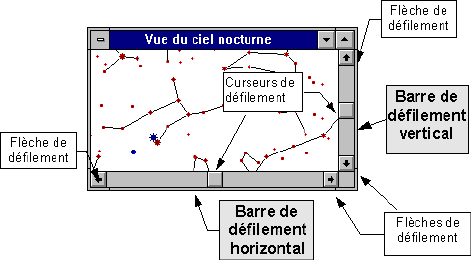 Flèche de
défilement
Vue du ciel nocturne
Curseurs de
défilement
Barre de
défilement
vertical
Flèche de
défilement
Barre de
défilement
horizontal
Flèches de
défilement